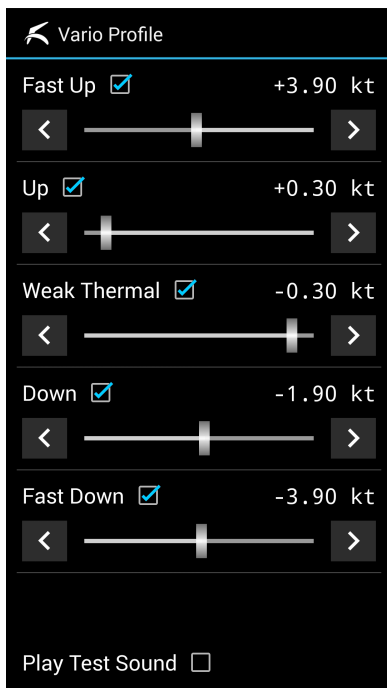 Vario Profile
Fast Up +3.90 kt
Up +0.30 kt
Weak Thermal -0.30 kt
Down -1.90 kt
Fast Down -3.90 kt
Play Test Sound